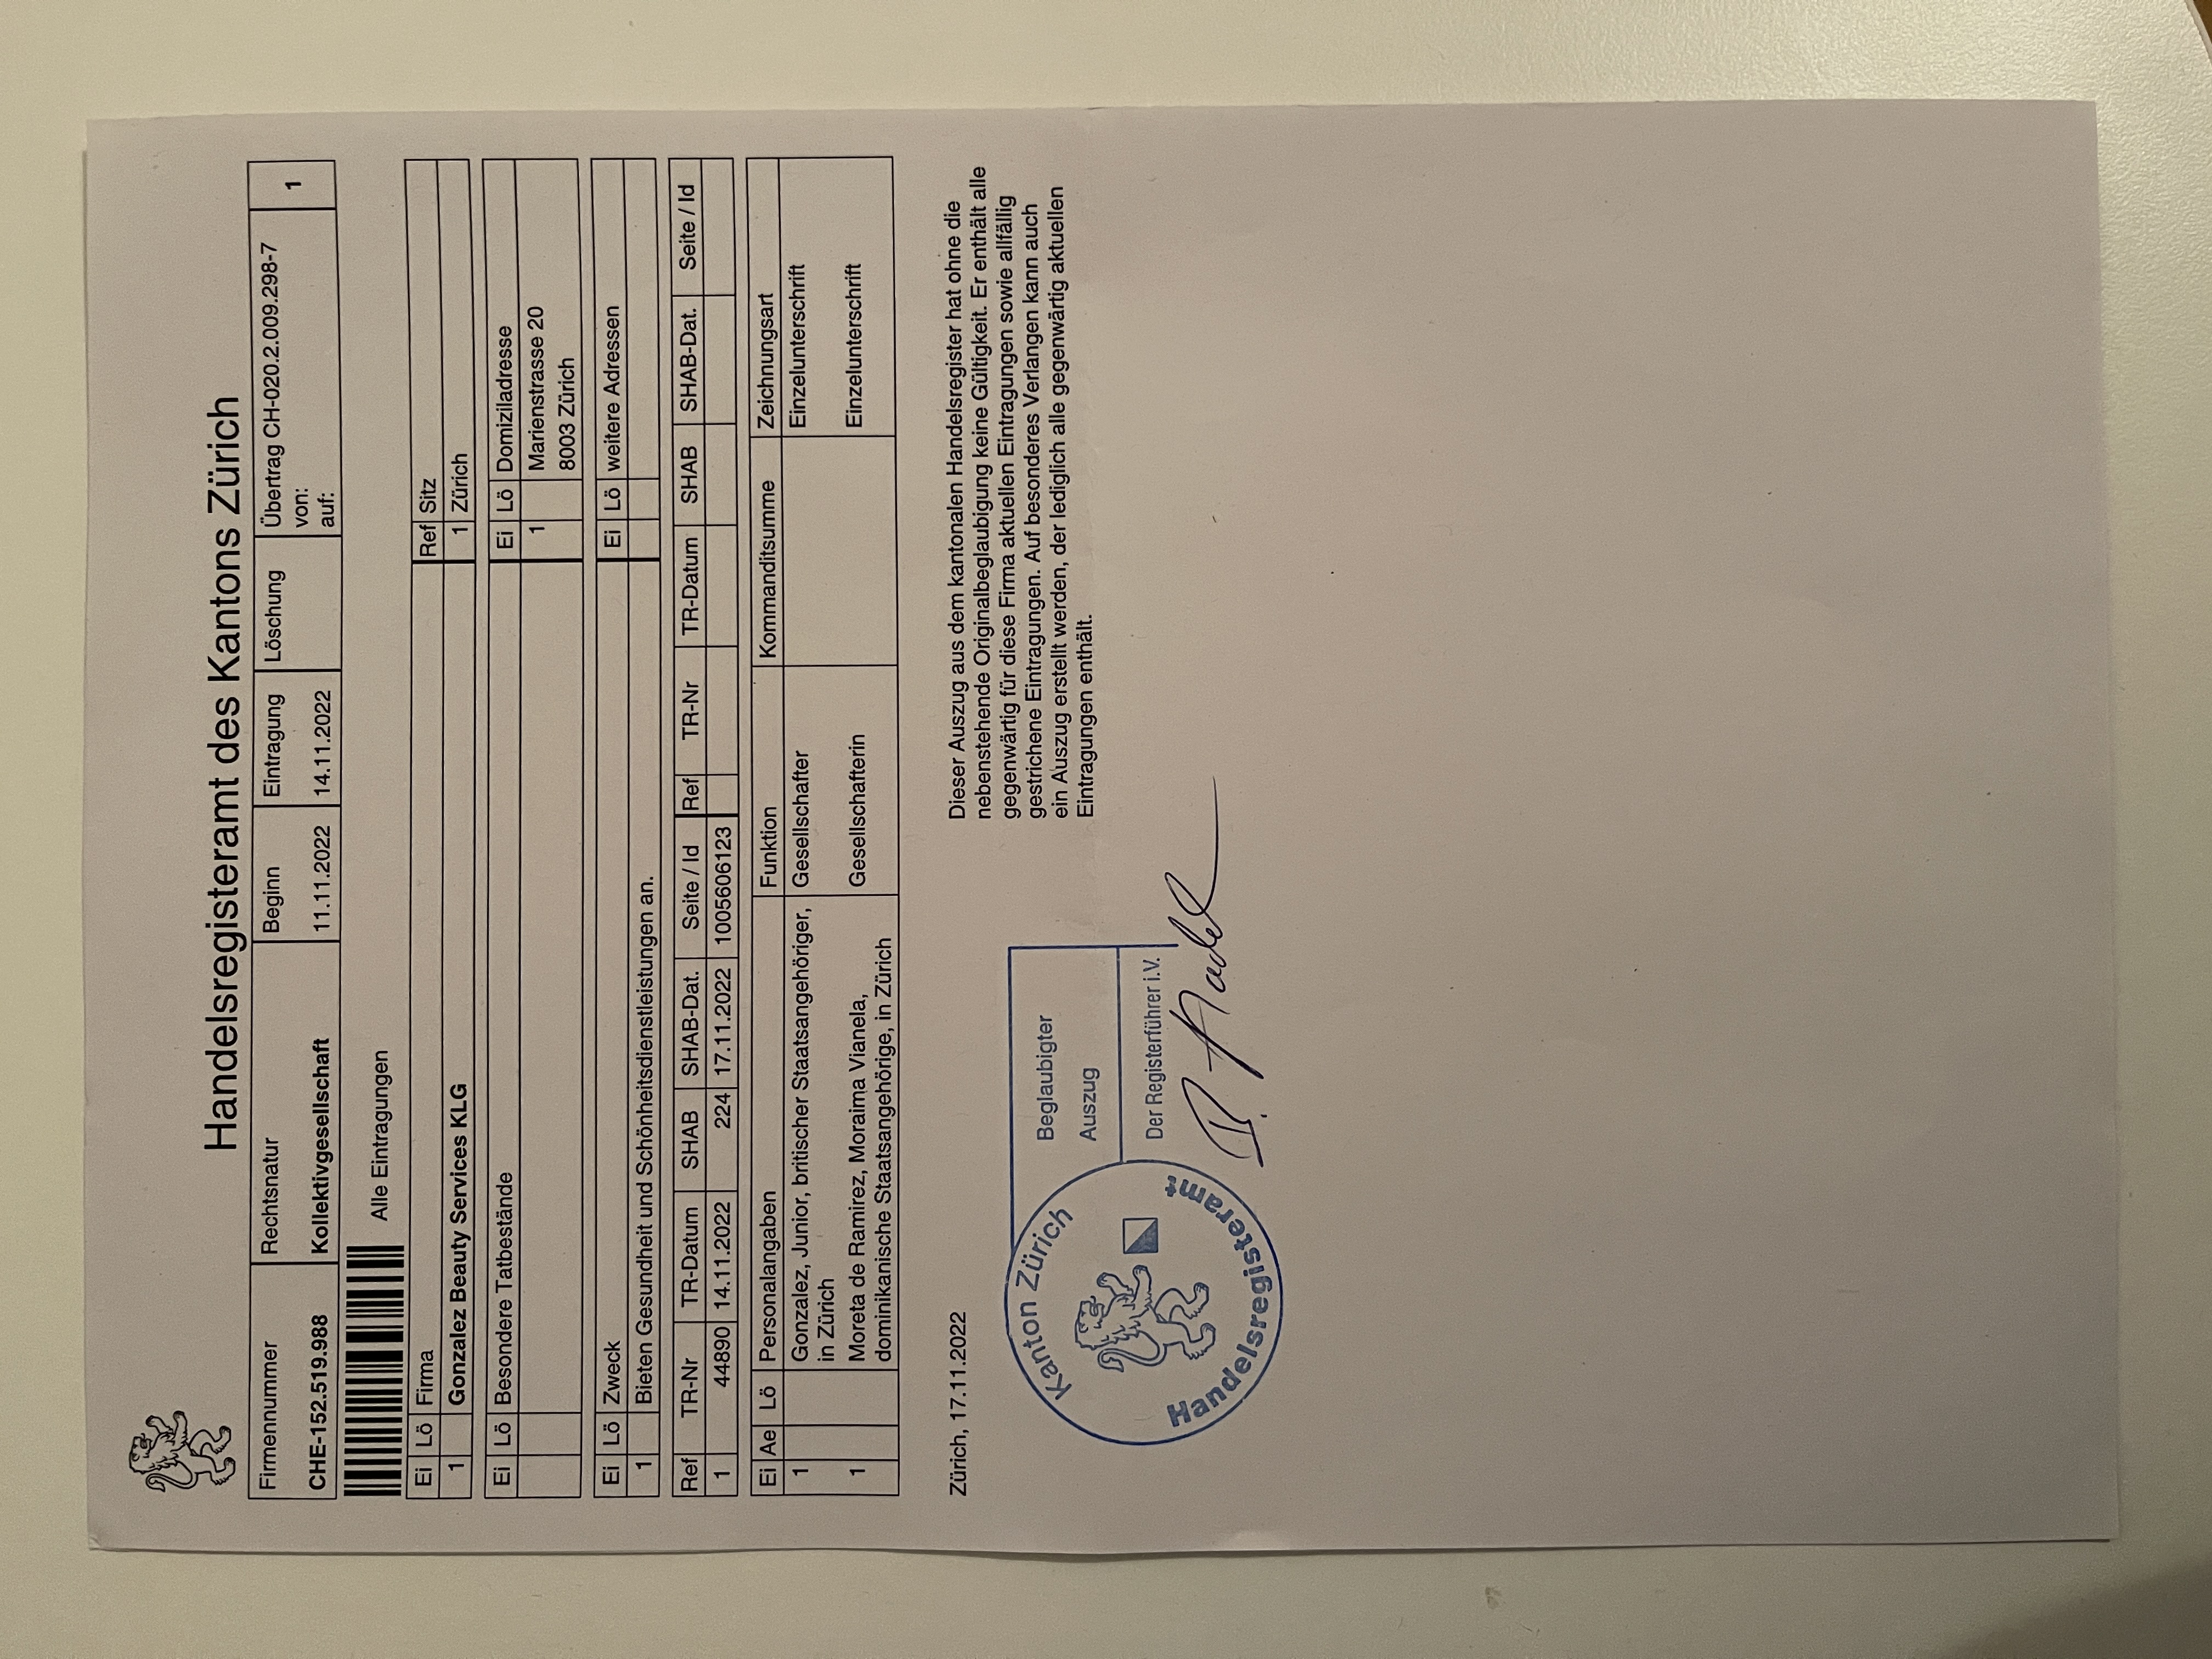 Handelsregisteramt des Kantons Zürich
Firmennummer Rechtsnatur Beginn Eintragung Löschung Übertrag CH-020.2.009.298-7 1
von:
CHE-152.519.988 Kollektivgesellschaft 11.11.2022 14.11.2022 auf:
Alle Eintragungen
Ei Lö Firma Ref Sitz
1 Gonzalez Beauty Services KLG 1 Zürich
Ei Lö Besondere Tatbestände Ei Lö Domiziladresse
1 Marienstrasse 20
8003 Zürich
Ei Lö Zweck Ei Lö weitere Adressen
1 Bieten Gesundheit und Schönheitsdienstleistungen an.
Ref TR-Nr TR-Datum SHAB SHAB-Dat. Seite / Id Ref TR-Nr TR-Datum SHAB SHAB-Dat. Seite / Id
1 44890 14.11.2022 224 17.11.2022 1005606123
Ei Ae Lö Personalangaben Funktion Kommanditsumme Zeichnungsart
1 Gonzalez, Junior, britischer Staatsangehöriger, Gesellschafter Einzelunterschrift
in Zürich
1 Moreta de Ramirez, Moraima Vianela, Gesellschafterin Einzelunterschrift
dominikanische Staatsangehörige, in Zürich
Zürich, 17.11.2022
Dieser Auszug aus dem kantonalen Handelsregister hat ohne die
nebenstehende Originalbeglaubigung keine Gültigkeit. Er enthält alle
gegenwärtig für diese Firma aktuellen Eintragungen sowie allfällig
gestrichene Eintragungen. Auf besonderes Verlangen kann auch
ein Auszug erstellt werden, der lediglich alle gegenwärtig aktuellen
Eintragungen enthält.
Kanton Zürich
Handelsregisteramt
Beglaubigter
Auszug
Der Registerführer i.V.